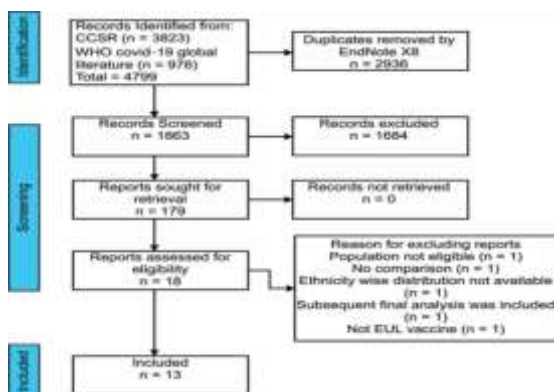 Identification
Records Identified from:
CCSR (n = 3823)
WHO covid-19 global
literature (n = 976)
Total = 4799
Duplicates removed by
EndNote X8
n = 2936
Screening
Records Screened
n = 1863
Records excluded
n = 1684
Reports sought for
retrieval
n = 179
Records not retrieved
n = 0
Reports assessed for
eligibility
n = 18
Reason for excluding reports
Population not eligible (n = 1)
No comparison (n = 1)
Ethnicity wise distribution not available
(n = 1)
Subsequent final analysis was included
(n = 1)
Not EUL vaccine (n = 1)
Included
Included
n = 13